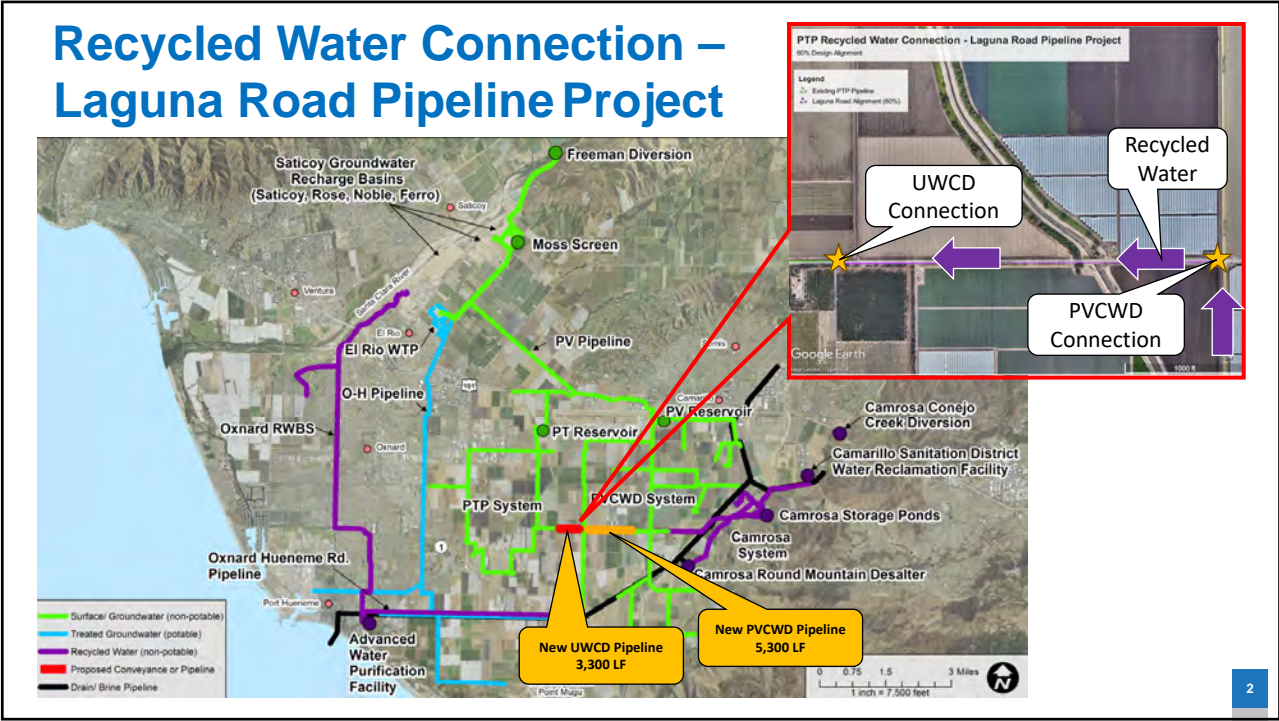 Recycled Water Connection –
Laguna Road Pipeline Project
PTP Recycled Water Connection - Laguna Road Pipeline Project
60% Design Alignment
Legend
Existing PTP Pipeline
Laguna Road Alignment (60%)
Recycled
Water
UWCD
Connection
PVCWD
Connection
Google Earth
1000 ft
Saticoy Groundwater
Recharge Basins
(Saticoy, Rose, Noble, Ferro)
Freeman Diversion
Saticoy
Moss Screen
Santa Clara River
Ventura
El Rio
El Rio WTP
PV Pipeline
Somis
101
O-H Pipeline
Camarillo
PV Reservoir
Oxnard RWBS
PT Reservoir
Oxnard
Camrosa Conejo
Creek Diversion
Camarillo Sanitation District
Water Reclamation Facility
PTP System
PVCWD System
Camrosa Storage Ponds
Camrosa
System
1
Oxnard Hueneme Rd.
Pipeline
Camrosa Round Mountain Desalter
Port Hueneme
Surface/ Groundwater (non-potable)
Treated Groundwater (potable)
Recycled Water (non-potable)
Proposed Conveyance or Pipeline
Drain/ Brine Pipeline
Advanced
Water
Purification
Facility
New UWCD Pipeline
3,300 LF
New PVCWD Pipeline
5,300 LF
Point Mugu
0 0.75 1.5 3 Miles
1 inch = 7,500 feet
2